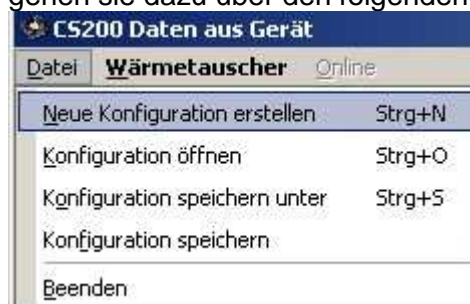 gehen sie dazu über den folgenden
CS200 Daten aus Gerät
Datei Wärmetauscher Online
Neue Konfiguration erstellen Strg+N
Konfiguration öffnen Strg+O
Konfiguration speichern unter Strg+S
Konfiguration speichern
Beenden